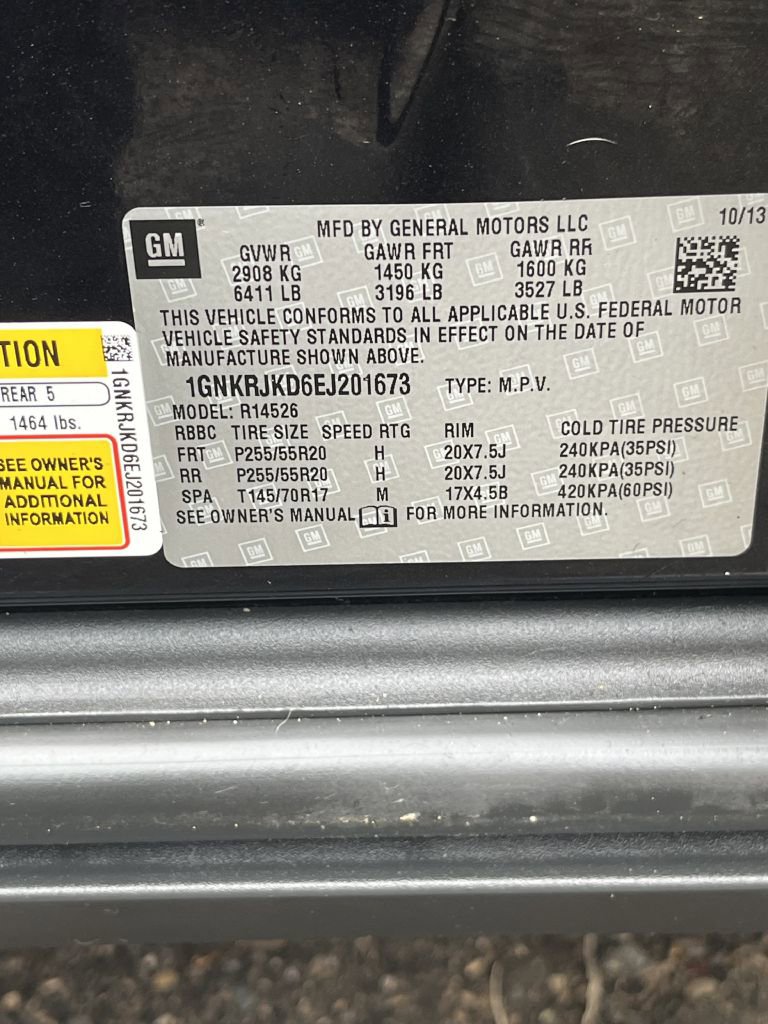 GM
®
MFD BY GENERAL MOTORS LLC
10/13
GVWR GAWR FRT GAWR RR
2908 KG 1450 KG 1600 KG
6411 LB 3196 LB 3527 LB
THIS VEHICLE CONFORMS TO ALL APPLICABLE U.S. FEDERAL MOTOR
VEHICLE SAFETY STANDARDS IN EFFECT ON THE DATE OF
MANUFACTURE SHOWN ABOVE.
1GNKRJKD6EJ201673 TYPE: M.P.V.
MODEL: R14526
RBBC TIRE SIZE SPEED RTG RIM COLD TIRE PRESSURE
FRT P255/55R20 H 20X7.5J 240KPA(35PSI)
RR P255/55R20 H 20X7.5J 240KPA(35PSI)
SPA T145/70R17 M 17X4.5B 420KPA(60PSI)
SEE OWNER'S MANUAL FOR MORE INFORMATION.
TION
REAR 5
1464 lbs.
SEE OWNER'S
MANUAL FOR
ADDITIONAL
INFORMATION
1GNKRJKD6EJ201673